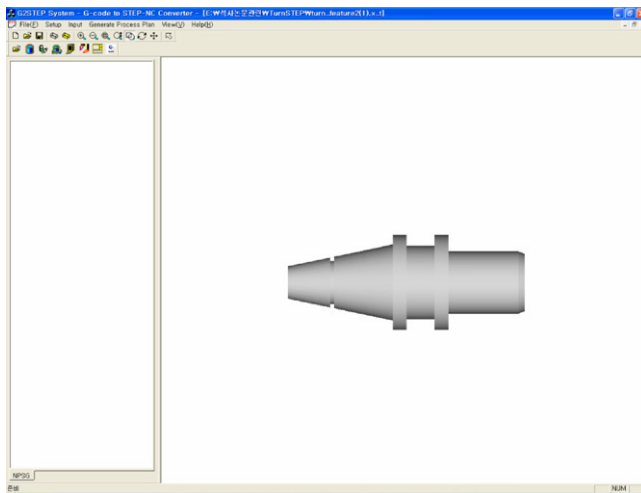 G2STEP System - G-code to STEP-NC Converter - [E:₩석사논문관련₩TurnSTEP₩turn_feature2(1).x_t]
File(F) Setup Input Generate Process Plan View(V) Help(H)
NPSG
준비 NUM